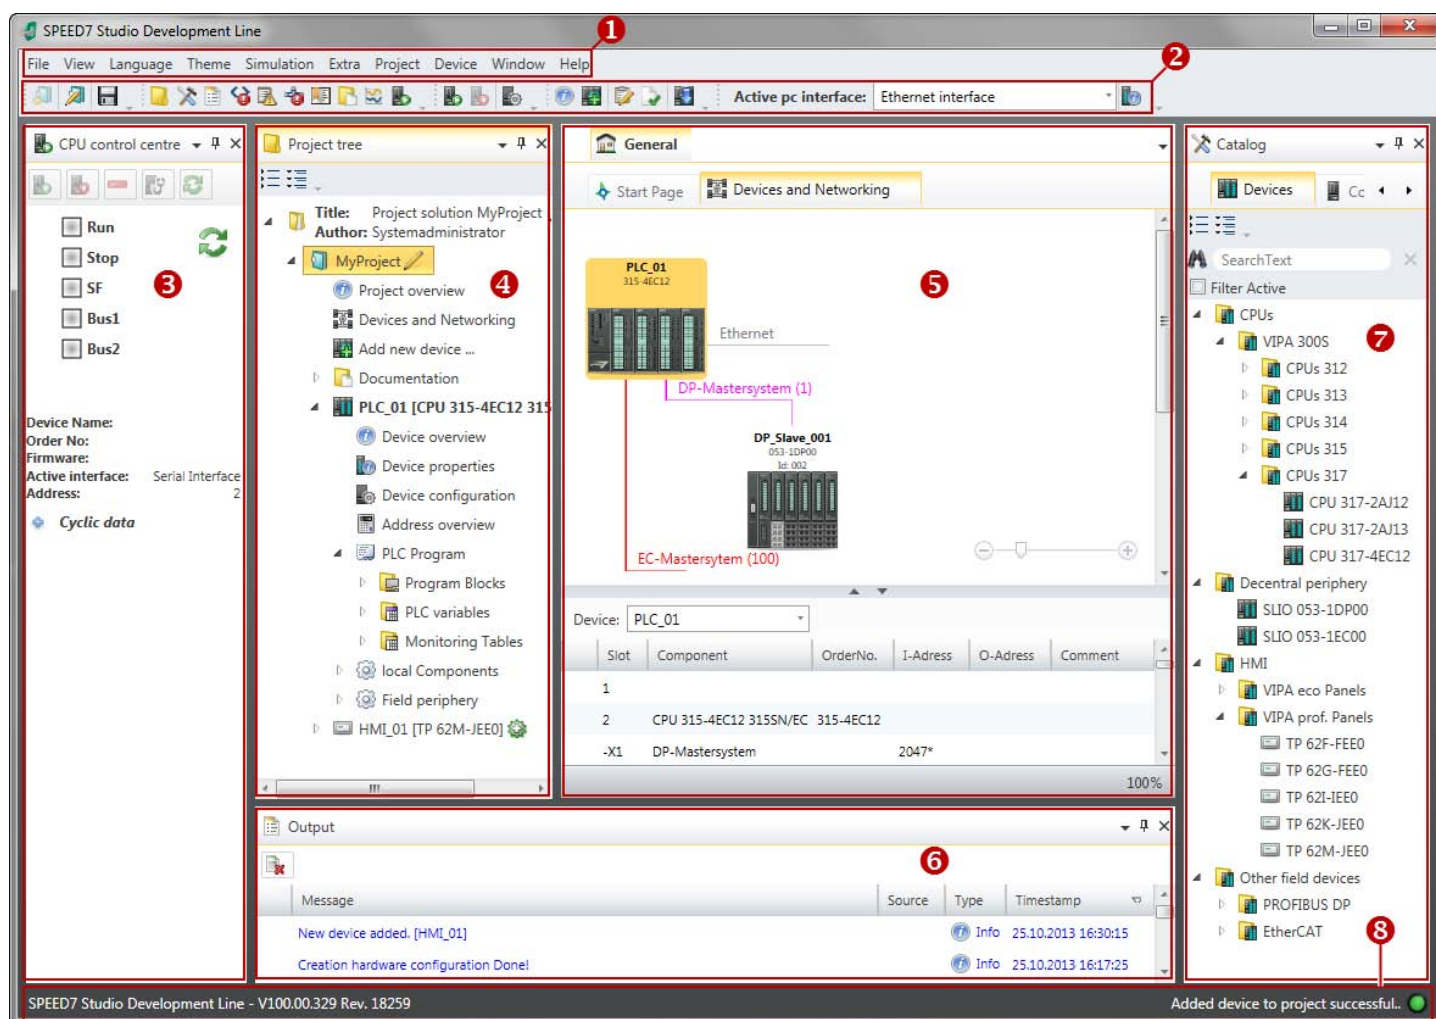 SPEED7 Studio Development Line
1
File View Language Theme Simulation Extra Project Device Window Help
2
Active pc interface: Ethernet interface
CPU control centre
Run
Stop
SF
Bus1
Bus2
3
Device Name:
Order No:
Firmware:
Active interface: Serial Interface
Address: 2
Cyclic data
Project tree
Title: Project solution MyProject
Author: Systemadministrator
MyProject
4
Project overview
Devices and Networking
Add new device ...
Documentation
PLC_01 [CPU 315-4EC12 315
Device overview
Device properties
Device configuration
Address overview
PLC Program
Program Blocks
PLC variables
Monitoring Tables
local Components
Field periphery
HMI_01 [TP 62M-JEE0]
General
Start Page Devices and Networking
5
PLC_01
315-4EC12
Ethernet
DP-Mastersystem (1)
DP_Slave_001
053-1DP00
Id: 002
EC-Mastersytem (100)
Device: PLC_01
Slot Component OrderNo. I-Adress O-Adress Comment
1
2 CPU 315-4EC12 315SN/EC 315-4EC12
-X1 DP-Mastersystem 2047*
100%
Output
6
Message Source Type Timestamp
New device added. [HMI_01] Info 25.10.2013 16:30:15
Creation hardware configuration Done! Info 25.10.2013 16:17:25
Catalog
Devices Cc
SearchText
Filter Active
CPUs
VIPA 300S
7
CPUs 312
CPUs 313
CPUs 314
CPUs 315
CPUs 317
CPU 317-2AJ12
CPU 317-2AJ13
CPU 317-4EC12
Decentral periphery
SLIO 053-1DP00
SLIO 053-1EC00
HMI
VIPA eco Panels
VIPA prof. Panels
TP 62F-FEE0
TP 62G-FEE0
TP 62I-IEE0
TP 62K-JEE0
TP 62M-JEE0
Other field devices
PROFIBUS DP
EtherCAT
8
SPEED7 Studio Development Line - V100.00.329 Rev. 18259
Added device to project successful..